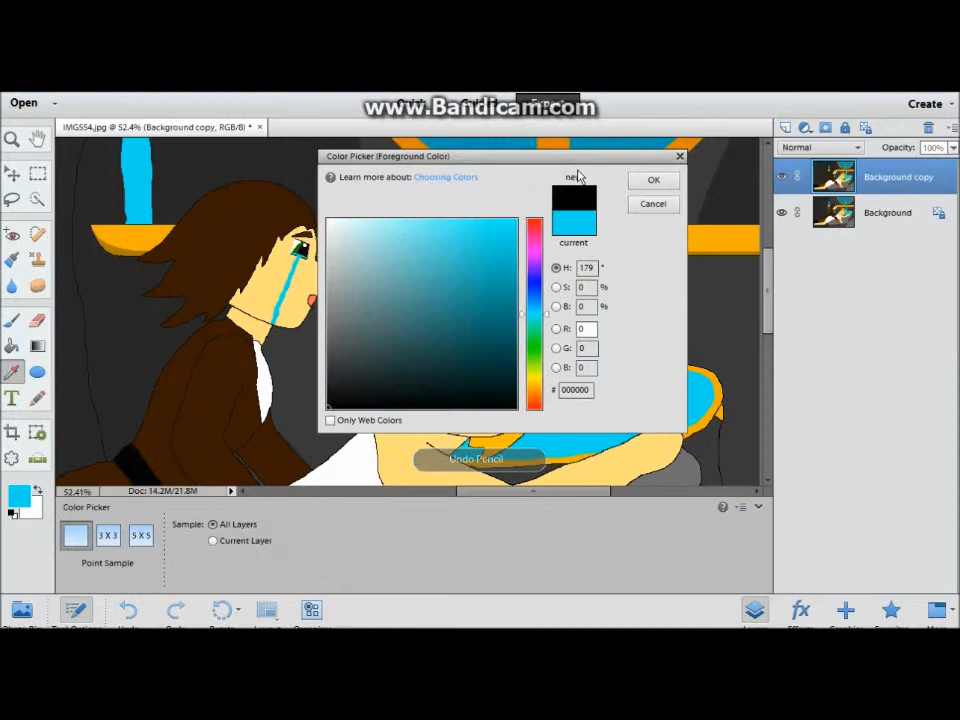 Open
www.Bandicam.com
Create
IMG554.jpg @ 52.4% (Background copy, RGB/8) * ×
Normal
Opacity: 100%
Color Picker (Foreground Color)
Learn more about: Choosing Colors
new
OK
Cancel
current
H: 179 °
S: 0 %
B: 0 %
R: 0
G: 0
B: 0
# 000000
Only Web Colors
Background copy
Background
Undo Pencil
52.41%
Doc: 14.2M/21.8M
Color Picker
3 X 3
5 X 5
Point Sample
Sample:
All Layers
Current Layer